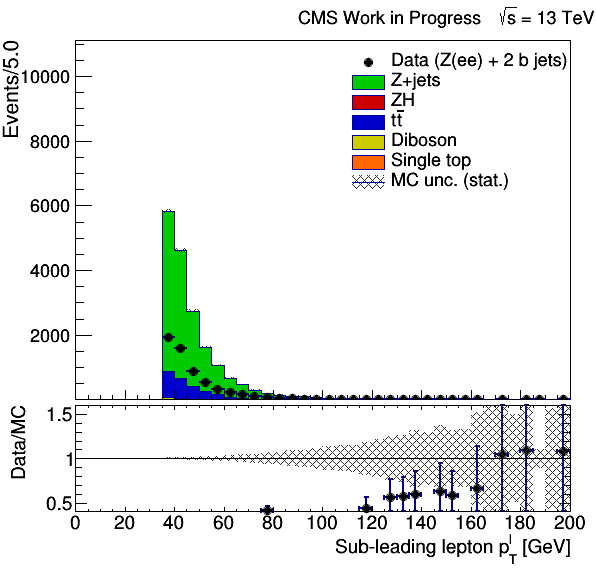 CMS Work in Progress √s = 13 TeV
Events/5.0
10000
8000
6000
4000
2000
Data (Z(ee) + 2 b jets)
Z+jets
ZH
tt̅
Diboson
Single top
MC unc. (stat.)
Data/MC
1.5
1
0.5
0 20 40 60 80 100 120 140 160 180 200
Sub-leading lepton p_T^l [GeV]